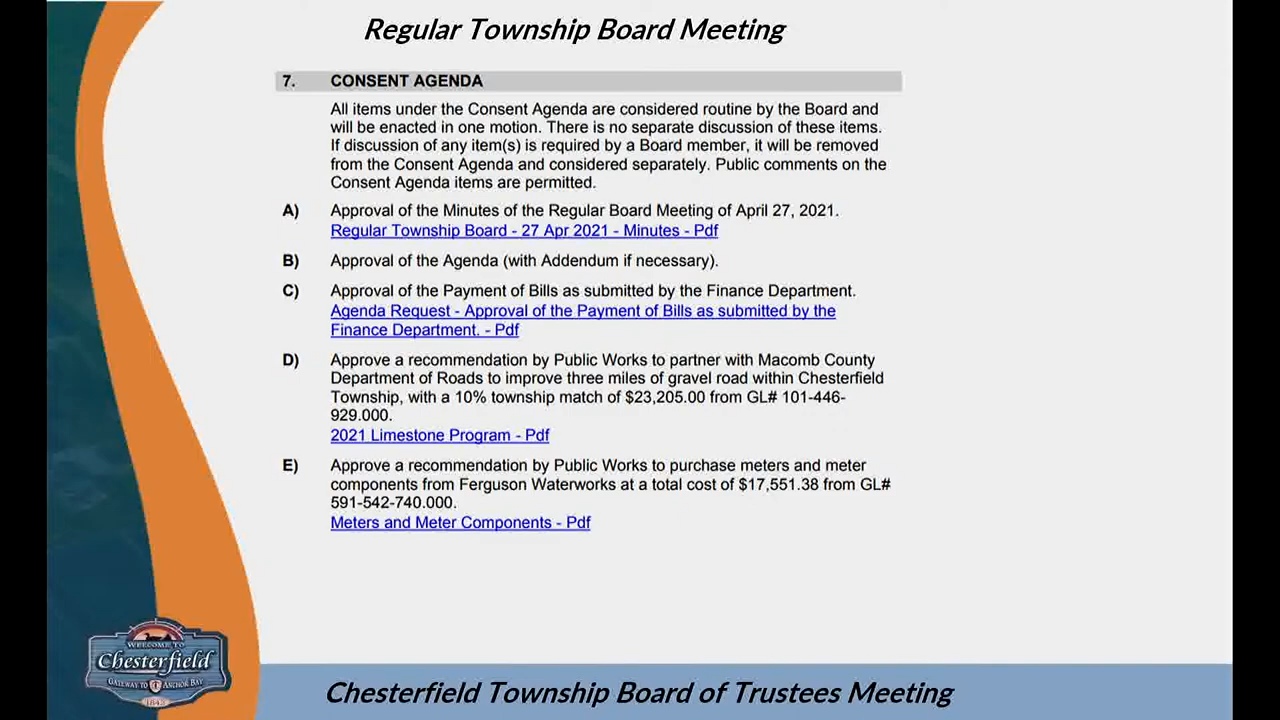 Regular Township Board Meeting
7. CONSENT AGENDA
All items under the Consent Agenda are considered routine by the Board and
will be enacted in one motion. There is no separate discussion of these items.
If discussion of any item(s) is required by a Board member, it will be removed
from the Consent Agenda and considered separately. Public comments on the
Consent Agenda items are permitted.
A) Approval of the Minutes of the Regular Board Meeting of April 27, 2021.
Regular Township Board - 27 Apr 2021 - Minutes - Pdf
B) Approval of the Agenda (with Addendum if necessary).
C) Approval of the Payment of Bills as submitted by the Finance Department.
Agenda Request - Approval of the Payment of Bills as submitted by the
Finance Department. - Pdf
D) Approve a recommendation by Public Works to partner with Macomb County
Department of Roads to improve three miles of gravel road within Chesterfield
Township, with a 10% township match of $23,205.00 from GL# 101-446-
929.000.
2021 Limestone Program - Pdf
E) Approve a recommendation by Public Works to purchase meters and meter
components from Ferguson Waterworks at a total cost of $17,551.38 from GL#
591-542-740.000.
Meters and Meter Components - Pdf
WELCOME TO
Chesterfield
GATEWAY TO ANCHOR BAY
1842
Chesterfield Township Board of Trustees Meeting